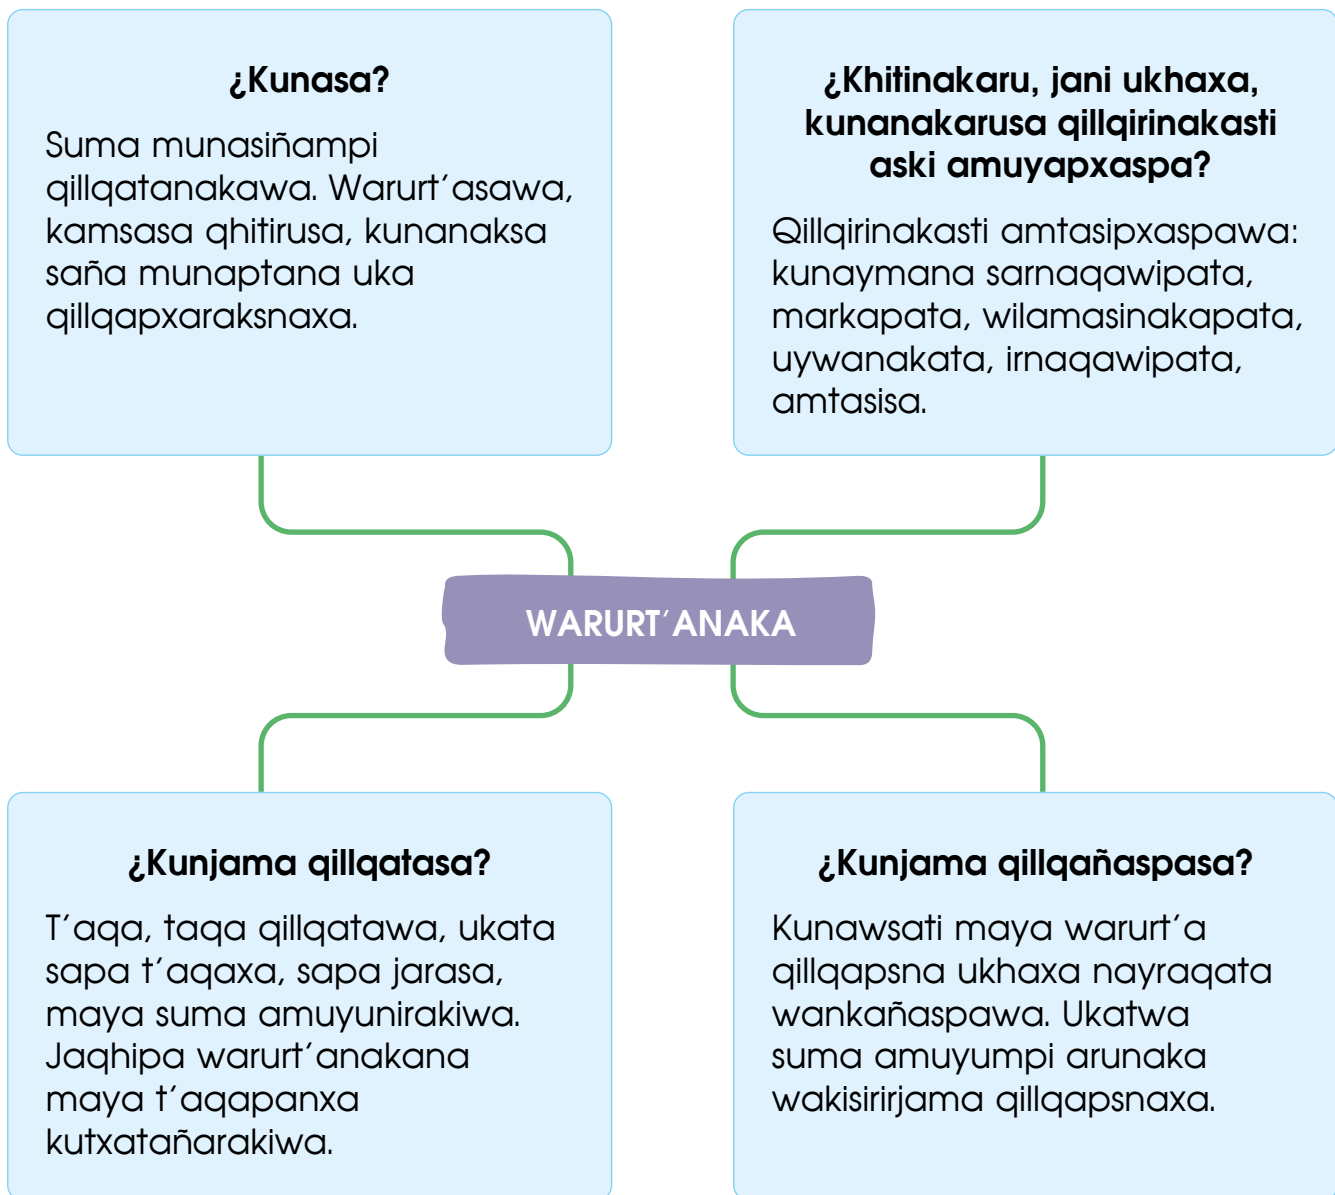 ¿Kunasa?
Suma munasiñampi
qillqatanakawa. Warurt´asawa,
kamsasa qhitirusa, kunanaksa
saña munaptana uka
qillqapxaraksnaxa.
¿Khitinakaru, jani ukhaxa,
kunanakarusa qillqirinakasti
aski amuyapxaspa?
Qillqirinakasti amtasipxaspawa:
kunaymana sarnaqawipata,
markapata, wilamasinakapata,
uywanakata, irnaqawipata,
amtasisa.
WARURT´ANAKA
¿Kunjama qillqatasa?
T´aqa, taqa qillqatawa, ukata
sapa t´aqaxa, sapa jarasa,
maya suma amuyunirakiwa.
Jaqhipa warurt´anakana
maya t´aqapanxa
kutxatañarakiwa.
¿Kunjama qillqañaspasa?
Kunawsati maya warurt´a
qillqapsna ukhaxa nayraqata
wankañaspawa. Ukatwa
suma amuyumpi arunaka
wakisirirjama qillqapsnaxa.